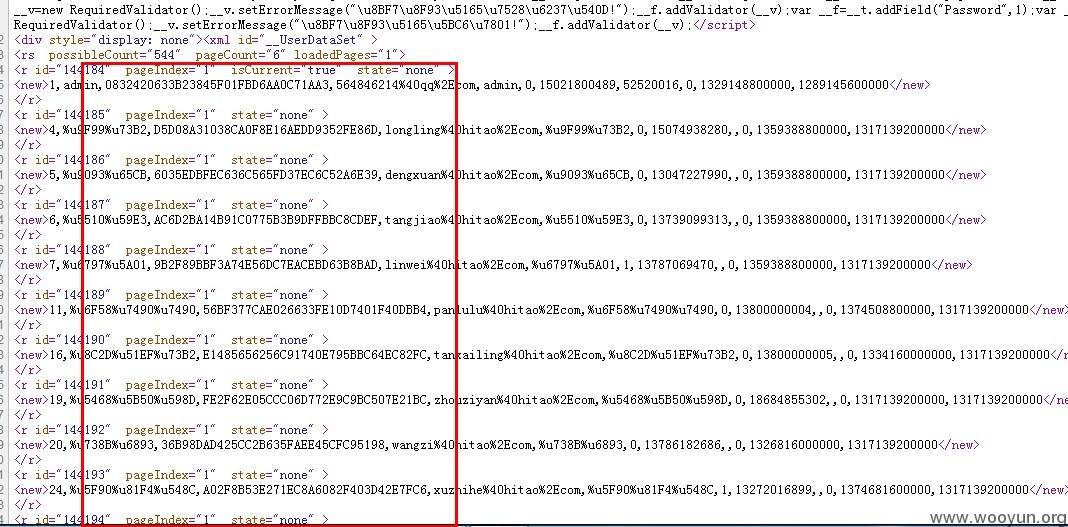 __v=new RequiredValidator();__v.setErrorMessage("\u8BF7\u8F93\u5165\u7528\u6237\u540D!");__f.addValidator(__v);var __f=__t.addField("Password",1);var
RequiredValidator();__v.setErrorMessage("\u8BF7\u8F93\u5165\u5BC6\u7801!");__f.addValidator(__v);</script>
<div style="display: none"><xml id="__UserDataSet" >
<rs possibleCount="544" pageCount="6" loadedPages="1">
<r id="144184" pageIndex="1" isCurrent="true" state="none" >
<new>1,admin,0832420633B23845F01FBD6AA0C71AA3,564846214%40qq%2Ecom,admin,0,15021800489,52520016,0,1329148800000,1289145600000</new>
</r>
<r id="144185" pageIndex="1" state="none" >
<new>4,%u9F99%u73B2,D5D08A31038CA0F8E16AEDD9352FE86D,longling%40hitao%2Ecom,%u9F99%u73B2,0,15074938280,,0,1359388800000,1317139200000</new>
</r>
<r id="144186" pageIndex="1" state="none" >
<new>5,%u9093%u65CB,6035EDBFEC636C565FD37EC6C52A6E39,dengxuan%40hitao%2Ecom,%u9093%u65CB,0,13047227990,,0,1359388800000,1317139200000</new>
</r>
<r id="144187" pageIndex="1" state="none" >
<new>6,%u5510%u59E3,AC6D2BA14B91C0775B3B9DFFBBC8CDEF,tangjiao%40hitao%2Ecom,%u5510%u59E3,0,13739099313,,0,1359388800000,1317139200000</new>
</r>
<r id="144188" pageIndex="1" state="none" >
<new>7,%u6797%u5A01,9B2F89BBF3A74E56DC7EACEBD63B8BAD,linwei%40hitao%2Ecom,%u6797%u5A01,1,13787069470,,0,1359388800000,1317139200000</new>
</r>
<r id="144189" pageIndex="1" state="none" >
<new>11,%u6F58%u7490%u7490,56BF377CAE026633FE10D7401F40DBB4,panlulu%40hitao%2Ecom,%u6F58%u7490%u7490,0,13800000004,,0,1374508800000,1317139200000</new>
</r>
<r id="144190" pageIndex="1" state="none" >
<new>16,%u8C2D%u51EF%u73B2,E1485656256C91740E795BBC64EC82FC,tankailing%40hitao%2Ecom,%u8C2D%u51EF%u73B2,0,13800000005,,0,1334160000000,1317139200000</n
</r>
<r id="144191" pageIndex="1" state="none" >
<new>19,%u5468%u5B50%u598D,FE2F62E05CCC06D772E9C9BC507E21BC,zhouziyan%40hitao%2Ecom,%u5468%u5B50%u598D,0,18684855302,,0,1359388800000,1317139200000</new>
</r>
<r id="144192" pageIndex="1" state="none" >
<new>20,%u738B%u6893,36B98DAD425CC2B635FAEE45CFC95198,wangzi%40hitao%2Ecom,%u738B%u6893,0,13786182686,,0,1326816000000,1317139200000</new>
</r>
<r id="144193" pageIndex="1" state="none" >
<new>24,%u5F90%u81F4%u548C,A02F8B53E271EC8A6082F403D42E7FC6,xuzhihe%40hitao%2Ecom,%u5F90%u81F4%u548C,1,13272016899,,0,1374681600000,1317139200000</new>
</r>
<r id="144194" pageIndex="1" state="none" >
www.wooyun.org